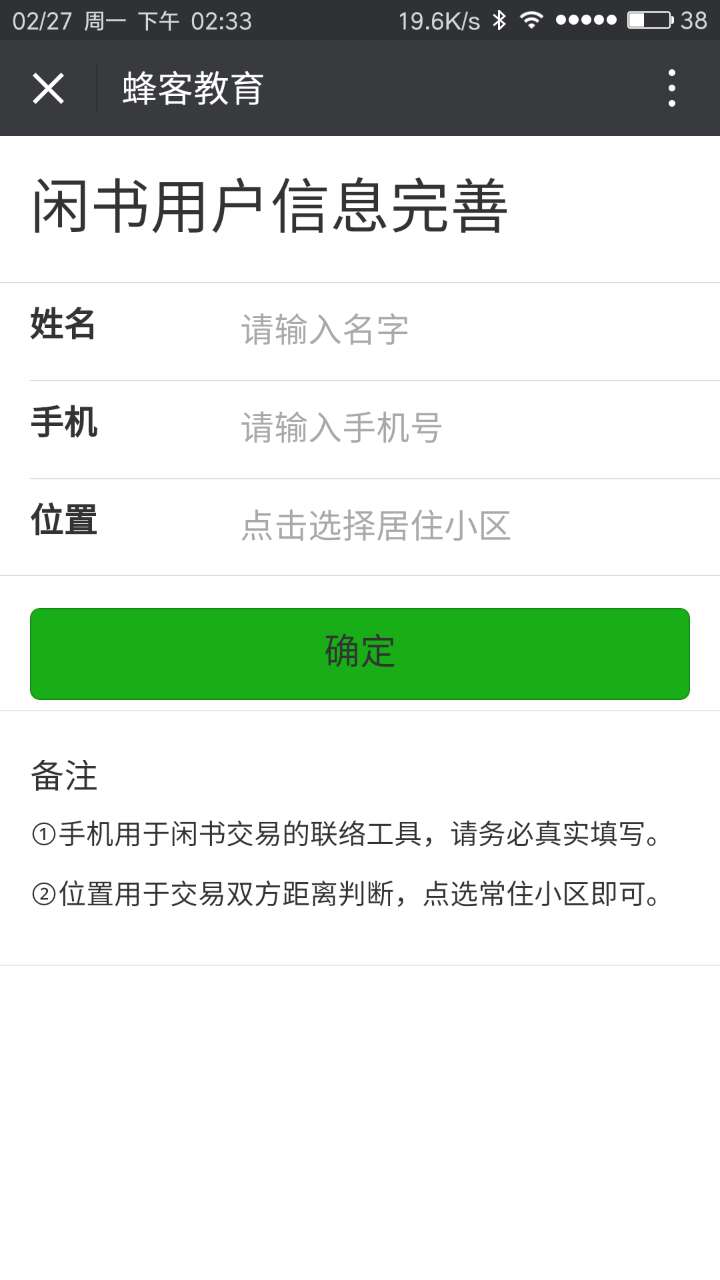 02/27 周一 下午 02:33 19.6K/s 38
蜂客教育
闲书用户信息完善
姓名 请输入名字
手机 请输入手机号
位置 点击选择居住小区
确定
备注
①手机用于闲书交易的联络工具，请务必真实填写。
②位置用于交易双方距离判断，点选常住小区即可。